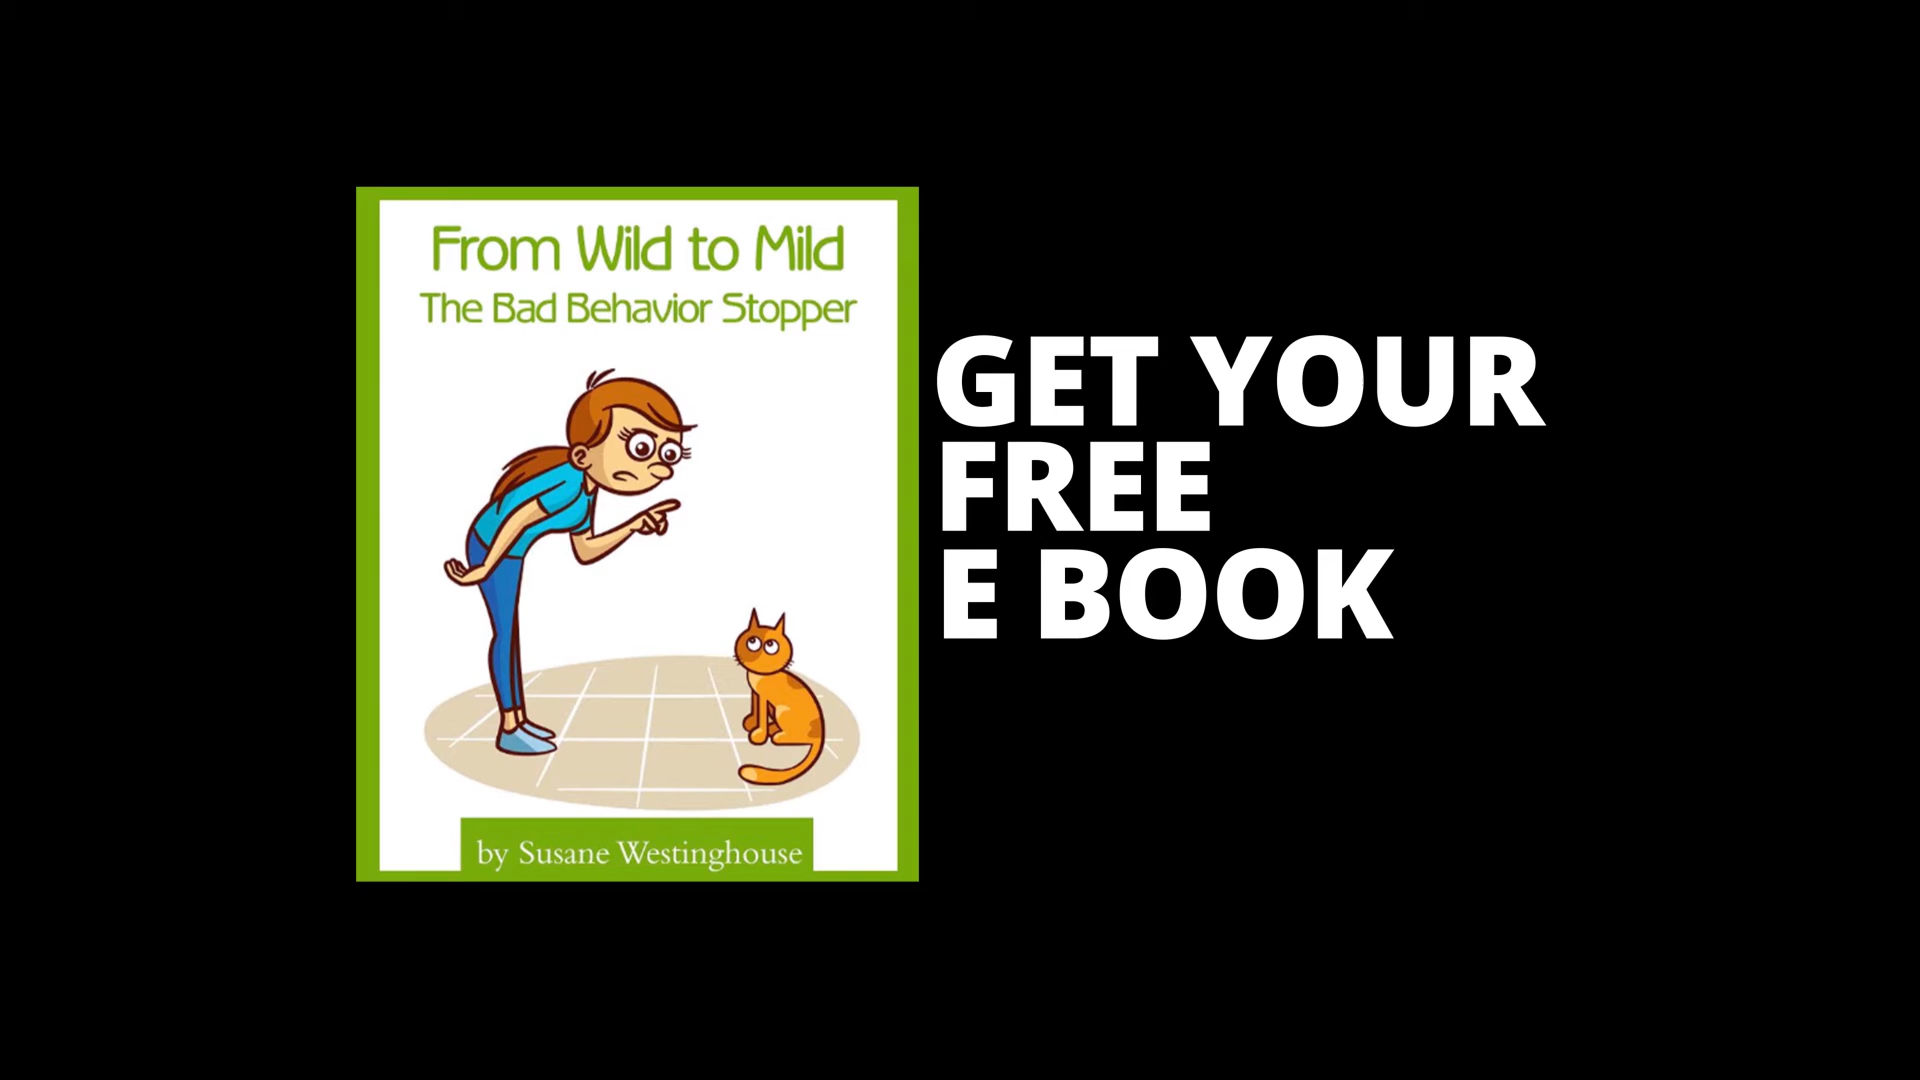 From Wild to Mild
The Bad Behavior Stopper
by Susane Westinghouse
GET YOUR
FREE
E BOOK